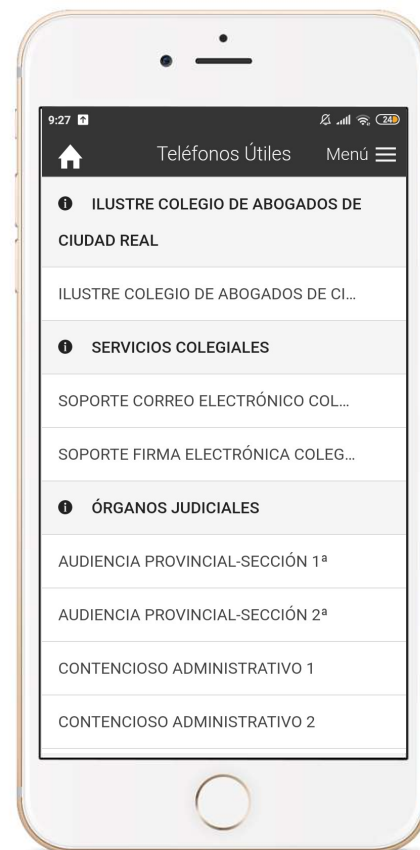 9:27
24
Teléfonos Útiles Menú
ILUSTRE COLEGIO DE ABOGADOS DE
CIUDAD REAL
ILUSTRE COLEGIO DE ABOGADOS DE CI...
SERVICIOS COLEGIALES
SOPORTE CORREO ELECTRÓNICO COL...
SOPORTE FIRMA ELECTRÓNICA COLEG...
ÓRGANOS JUDICIALES
AUDIENCIA PROVINCIAL-SECCIÓN 1ª
AUDIENCIA PROVINCIAL-SECCIÓN 2ª
CONTENCIOSO ADMINISTRATIVO 1
CONTENCIOSO ADMINISTRATIVO 2